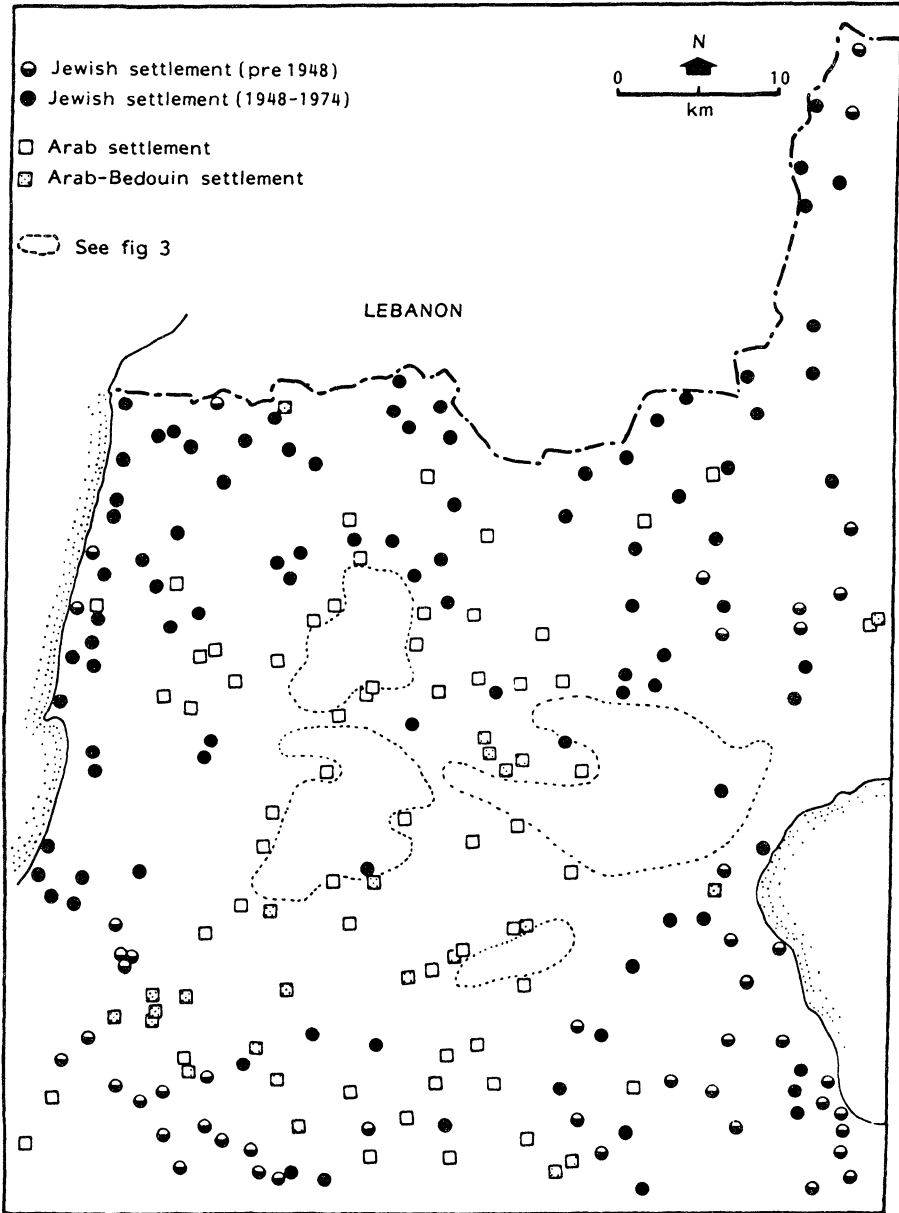 Jewish settlement (pre 1948)
Jewish settlement (1948-1974)
Arab settlement
Arab-Bedouin settlement
See fig 3
N
0 10
km
LEBANON